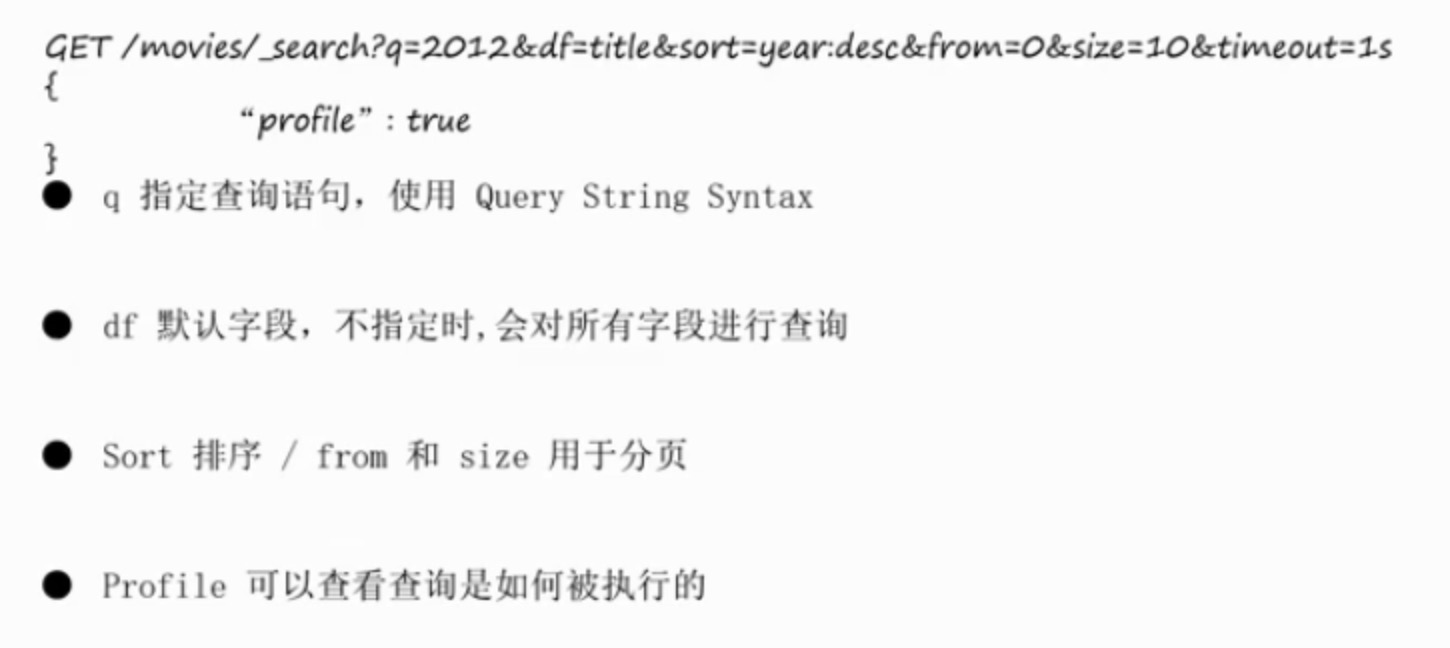 GET /movies/_search?q=2012&df=title&sort=year:desc&from=0&size=10&timeout=1s
{
“profile” : true
}
● q 指定查询语句，使用 Query String Syntax
● df 默认字段，不指定时,会对所有字段进行查询
● Sort 排序 / from 和 size 用于分页
● Profile 可以查看查询是如何被执行的